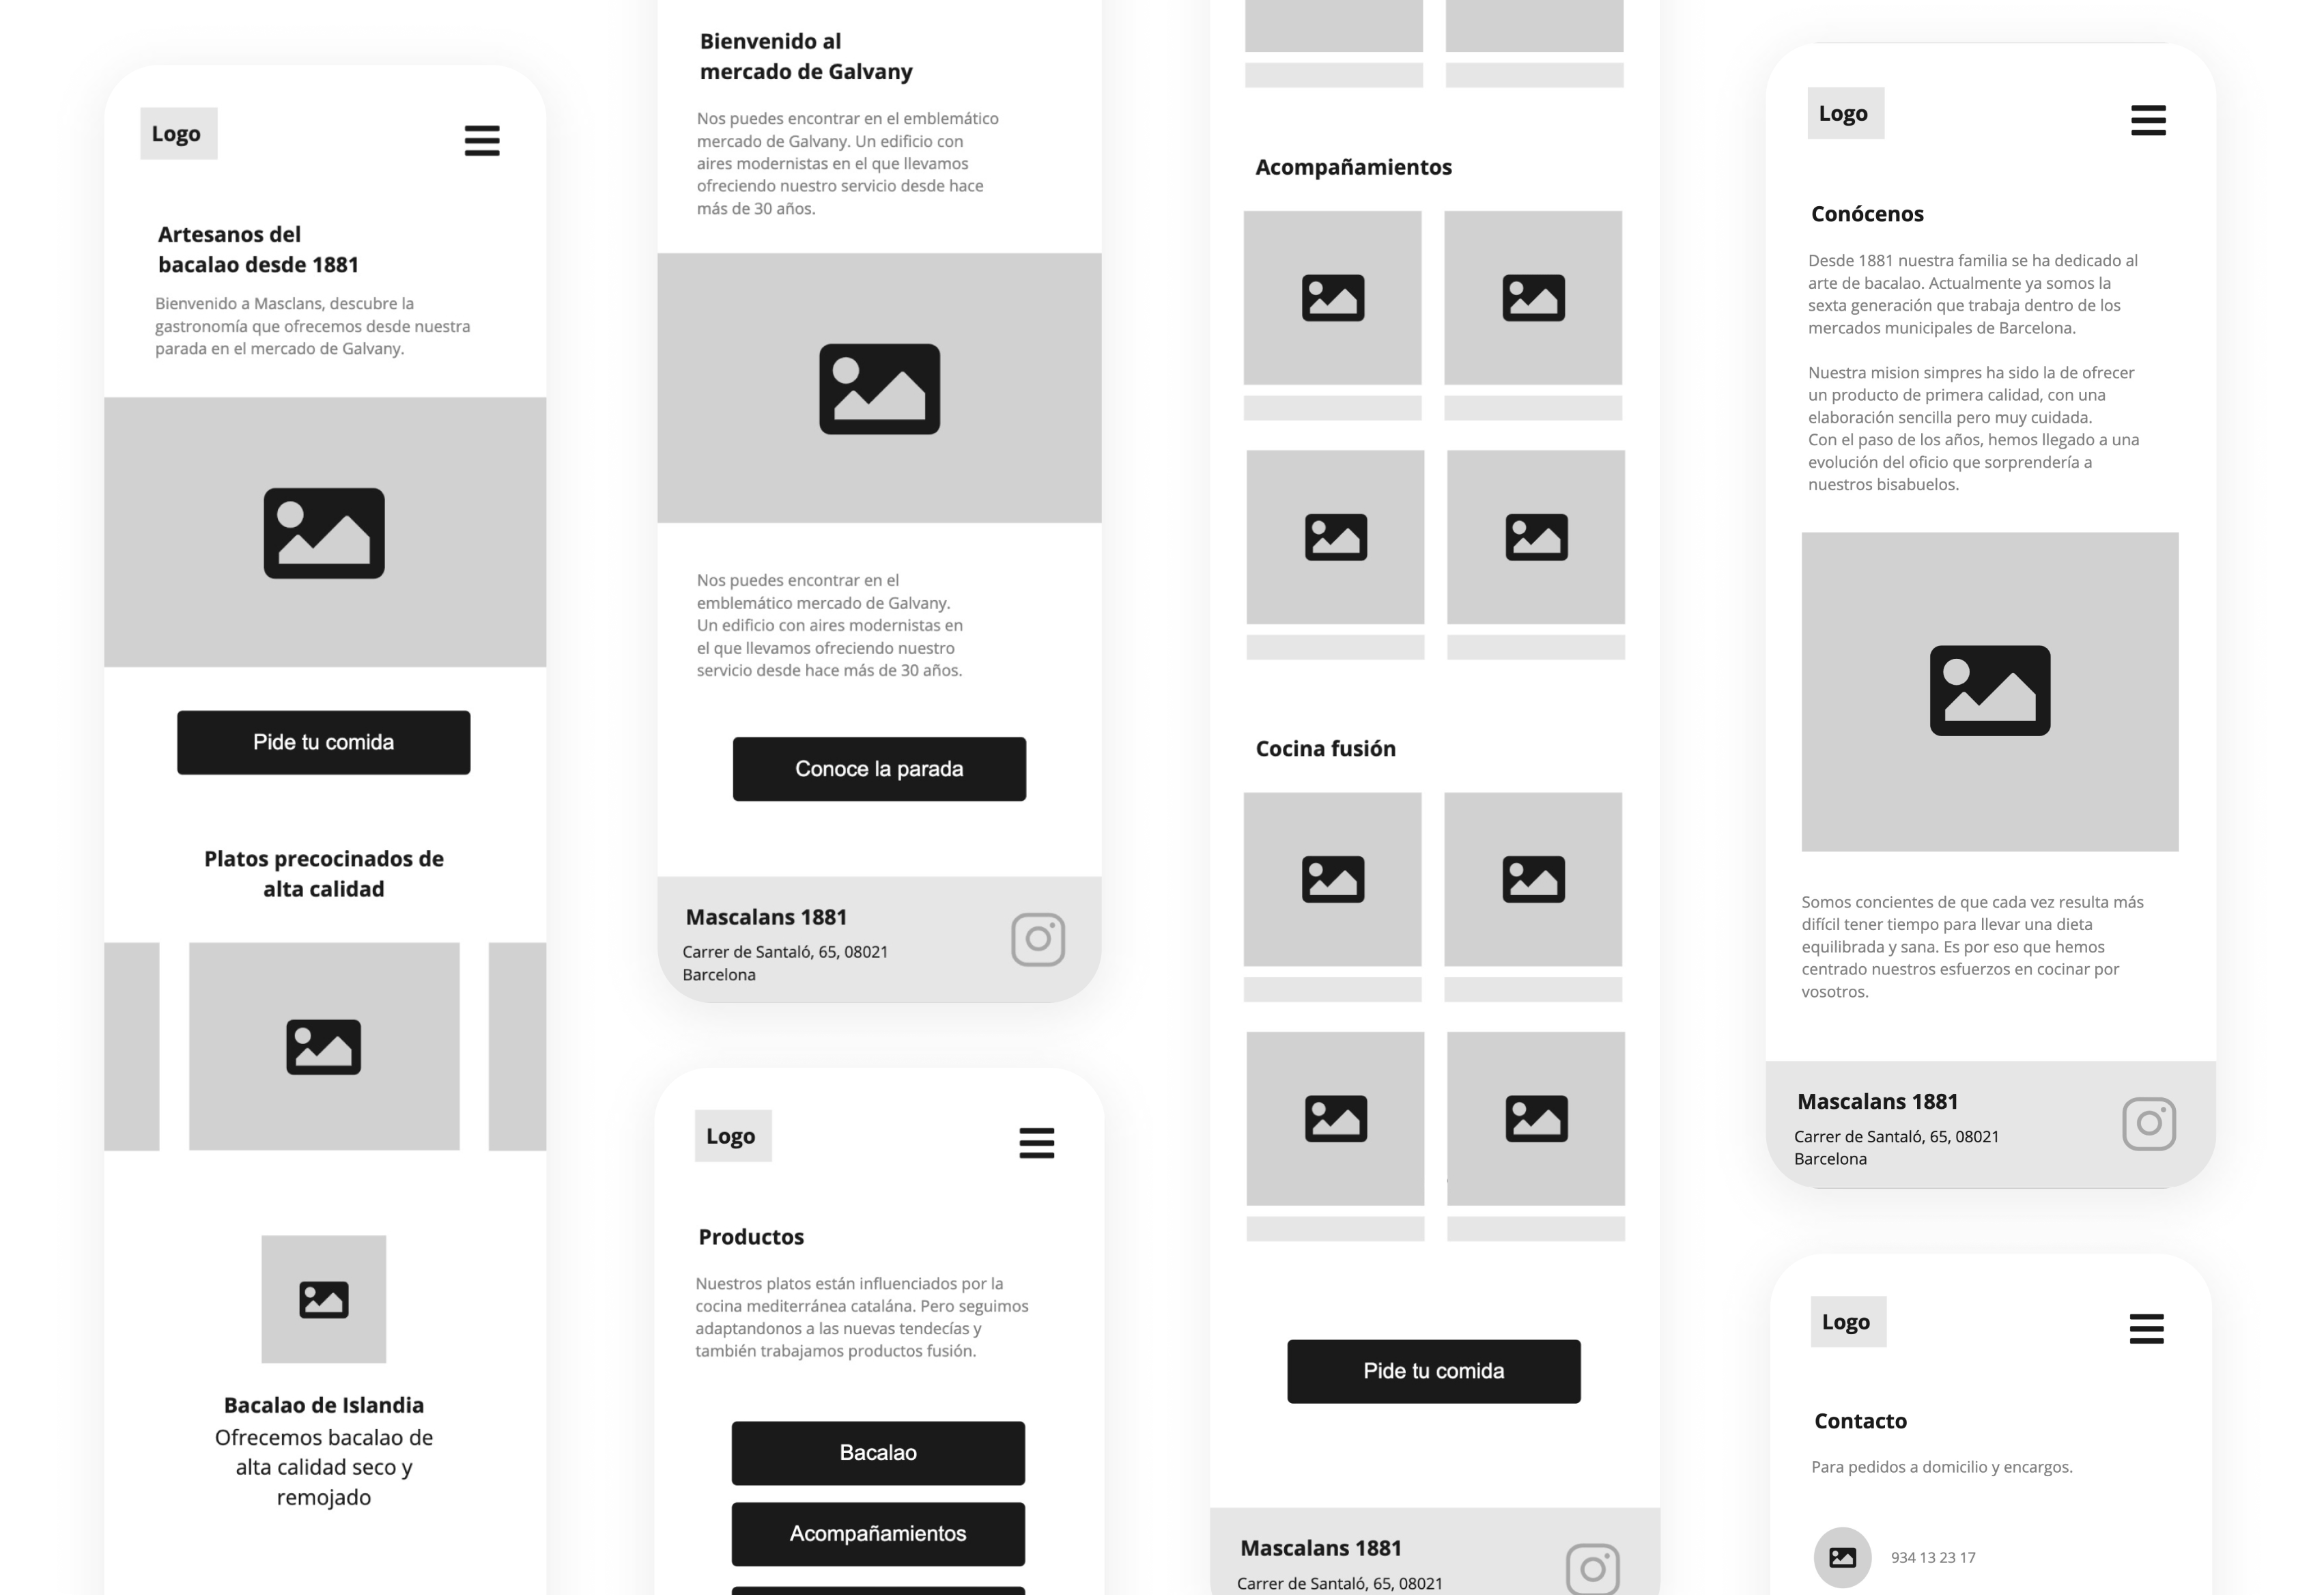 Logo
Artesanos del
bacalao desde 1881
Bienvenido a Masclans, descubre la
gastronomía que ofrecemos desde nuestra
parada en el mercado de Galvany.
Pide tu comida
Platos precocinados de
alta calidad
Bacalao de Islandia
Ofrecemos bacalao de
alta calidad seco y
remojado
Bienvenido al
mercado de Galvany
Nos puedes encontrar en el emblemático
mercado de Galvany. Un edificio con
aires modernistas en el que llevamos
ofreciendo nuestro servicio desde hace
más de 30 años.
Nos puedes encontrar en el
emblemático mercado de Galvany.
Un edificio con aires modernistas en
el que llevamos ofreciendo nuestro
servicio desde hace más de 30 años.
Conoce la parada
Mascalans 1881
Carrer de Santaló, 65, 08021
Barcelona
Logo
Productos
Nuestros platos están influenciados por la
cocina mediterránea catalána. Pero seguimos
adaptandonos a las nuevas tendecías y
también trabajamos productos fusión.
Bacalao
Acompañamientos
Acompañamientos
Cocina fusión
Pide tu comida
Mascalans 1881
Carrer de Santaló, 65, 08021
Logo
Conócenos
Desde 1881 nuestra familia se ha dedicado al
arte de bacalao. Actualmente ya somos la
sexta generación que trabaja dentro de los
mercados municipales de Barcelona.
Nuestra mision simpres ha sido la de ofrecer
un producto de primera calidad, con una
elaboración sencilla pero muy cuidada.
Con el paso de los años, hemos llegado a una
evolución del oficio que sorprendería a
nuestros bisabuelos.
Somos concientes de que cada vez resulta más
difícil tener tiempo para llevar una dieta
equilibrada y sana. Es por eso que hemos
centrado nuestros esfuerzos en cocinar por
vosotros.
Mascalans 1881
Carrer de Santaló, 65, 08021
Barcelona
Logo
Contacto
Para pedidos a domicilio y encargos.
934 13 23 17